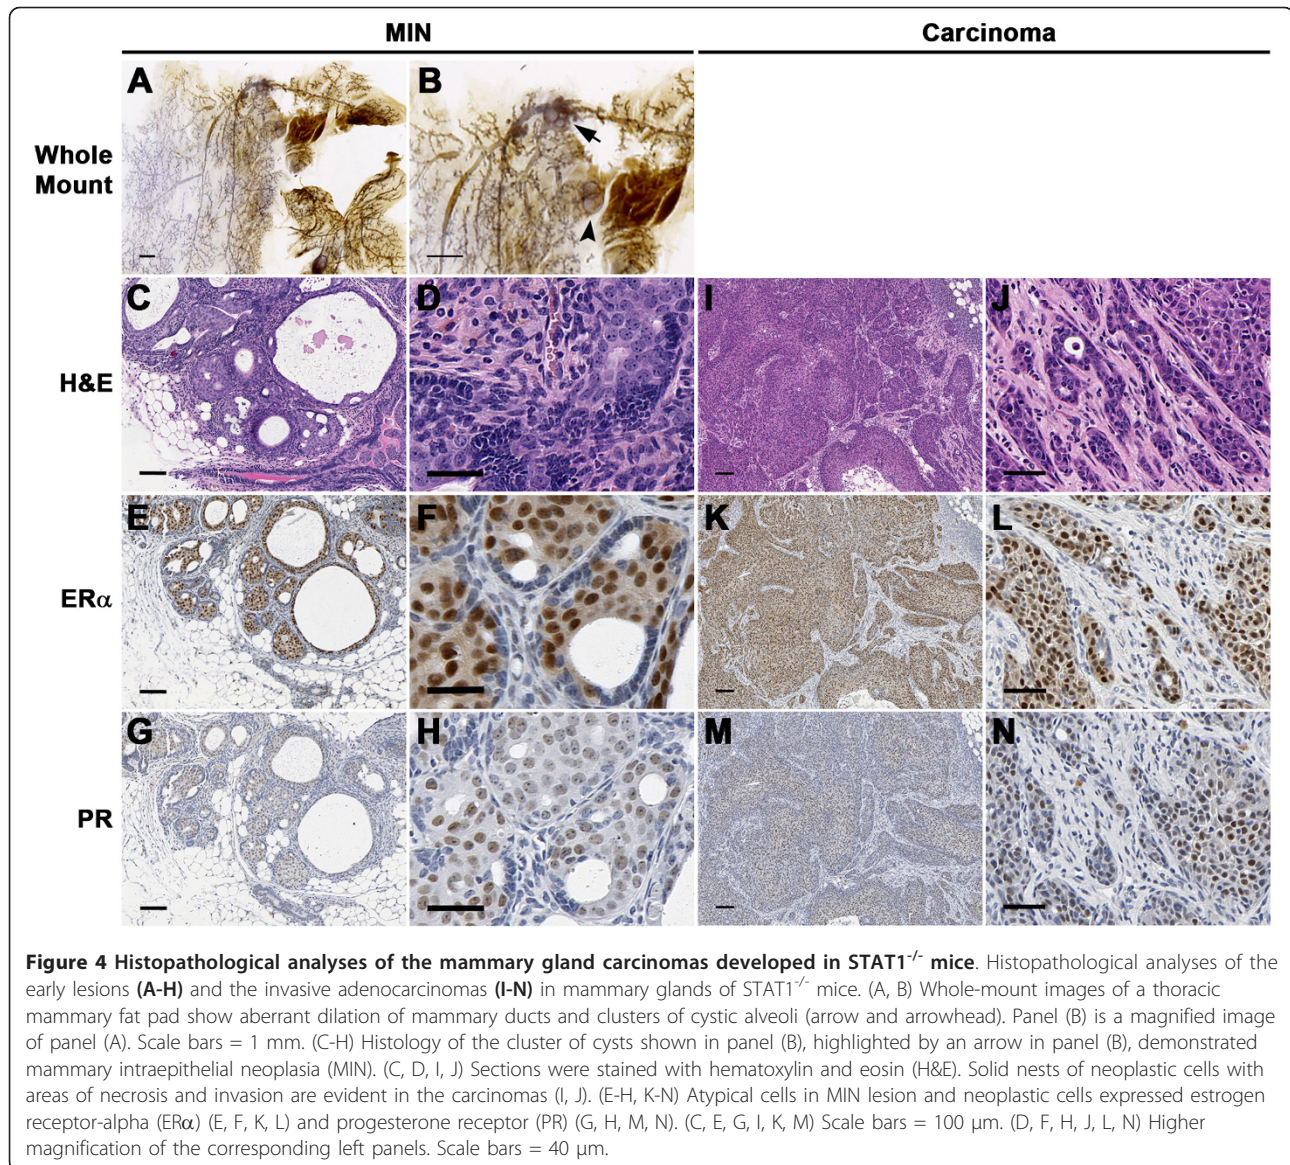 MIN
Carcinoma
A
B
Whole
Mount
C
D
I
J
H&E
E
F
K
L
ERα
G
H
M
N
PR
Figure 4 Histopathological analyses of the mammary gland carcinomas developed in STAT1-/- mice. Histopathological analyses of the
early lesions (A-H) and the invasive adenocarcinomas (I-N) in mammary glands of STAT1-/- mice. (A, B) Whole-mount images of a thoracic
mammary fat pad show aberrant dilation of mammary ducts and clusters of cystic alveoli (arrow and arrowhead). Panel (B) is a magnified image
of panel (A). Scale bars = 1 mm. (C-H) Histology of the cluster of cysts shown in panel (B), highlighted by an arrow in panel (B), demonstrated
mammary intraepithelial neoplasia (MIN). (C, D, I, J) Sections were stained with hematoxylin and eosin (H&E). Solid nests of neoplastic cells with
areas of necrosis and invasion are evident in the carcinomas (I, J). (E-H, K-N) Atypical cells in MIN lesion and neoplastic cells expressed estrogen
receptor-alpha (ERα) (E, F, K, L) and progesterone receptor (PR) (G, H, M, N). (C, E, G, I, K, M) Scale bars = 100 μm. (D, F, H, J, L, N) Higher
magnification of the corresponding left panels. Scale bars = 40 μm.